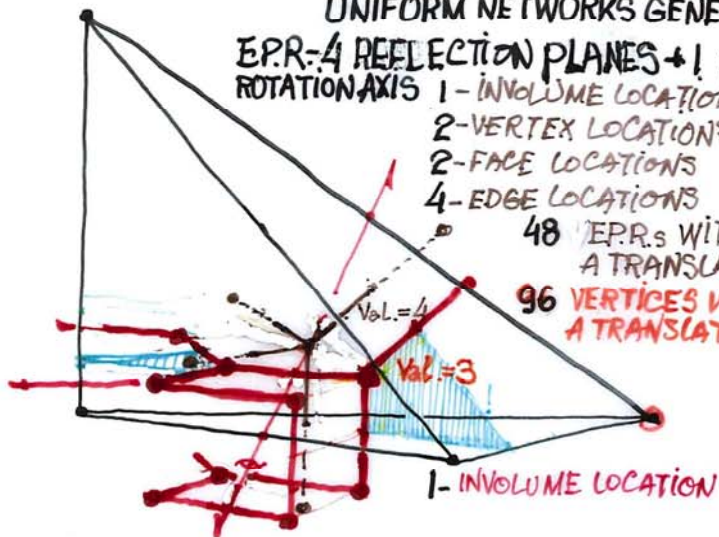 UNIFORM NETWORKS GENE
E.P.R-4 REFLECTION PLANES + 1
ROTATION AXIS
1 - INVOLUME LOCATION
2 - VERTEX LOCATIONS
2 - FACE LOCATIONS
4 - EDGE LOCATIONS
48 E.P.R.s WIT
A TRANSLA
96 VERTICES W
A TRANSLAT
Val.=4
Val.=3
1- INVOLUME LOCATION